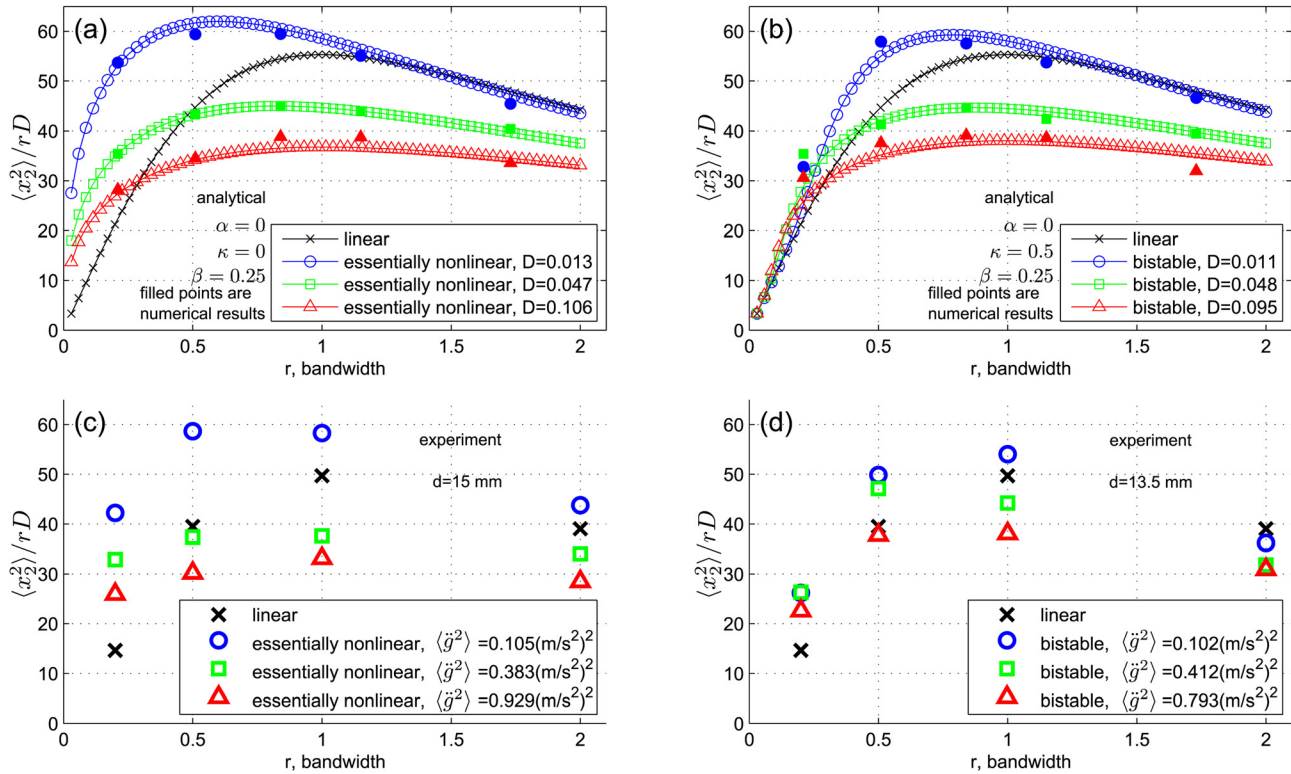 (a)
⟨x₂²⟩/rD
60
50
40
30
20
10
0
analytical
α = 0
κ = 0
β = 0.25
filled points are
numerical results
linear
essentially nonlinear, D=0.013
essentially nonlinear, D=0.047
essentially nonlinear, D=0.106
0 0.5 1 1.5 2
r, bandwidth
(b)
⟨x₂²⟩/rD
60
50
40
30
20
10
0
analytical
α = 0
κ = 0.5
β = 0.25
filled points are
numerical results
linear
bistable, D=0.011
bistable, D=0.048
bistable, D=0.095
0 0.5 1 1.5 2
r, bandwidth
(c)
⟨x₂²⟩/rD
60
50
40
30
20
10
0
experiment
d=15 mm
linear
essentially nonlinear, ⟨g̈²⟩ =0.105(m/s²)²
essentially nonlinear, ⟨g̈²⟩ =0.383(m/s²)²
essentially nonlinear, ⟨g̈²⟩ =0.929(m/s²)²
0 0.5 1 1.5 2
r, bandwidth
(d)
⟨x₂²⟩/rD
60
50
40
30
20
10
0
experiment
d=13.5 mm
linear
bistable, ⟨g̈²⟩ =0.102(m/s²)²
bistable, ⟨g̈²⟩ =0.412(m/s²)²
bistable, ⟨g̈²⟩ =0.793(m/s²)²
0 0.5 1 1.5 2
r, bandwidth